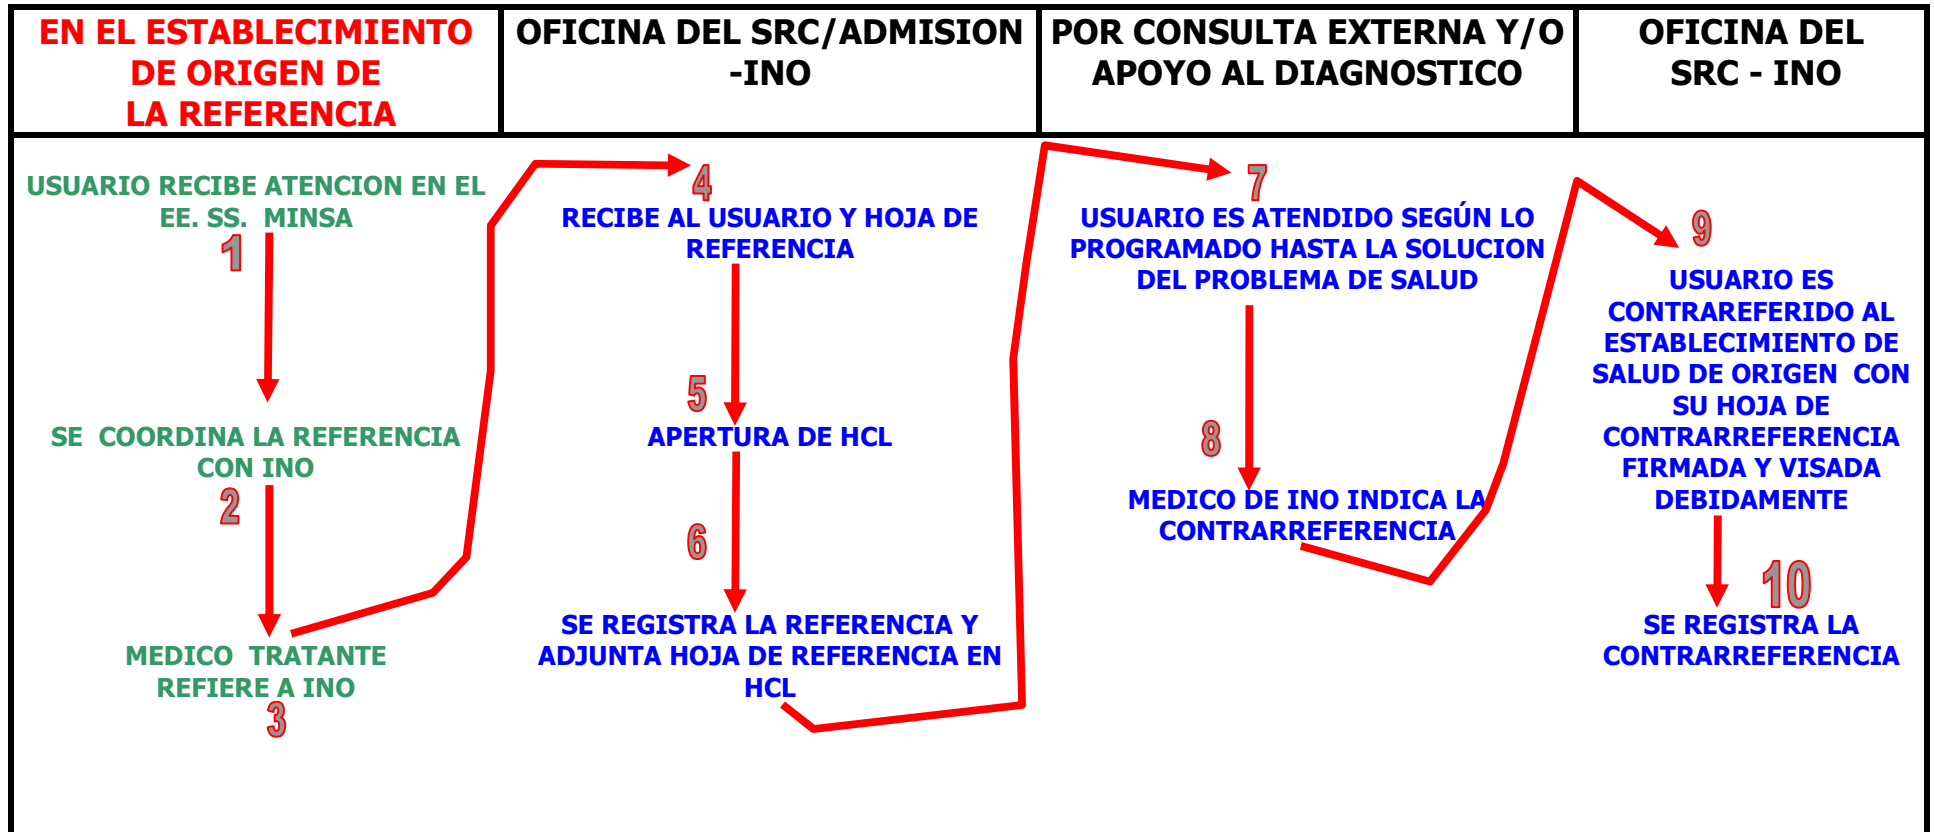 EN EL ESTABLECIMIENTO
DE ORIGEN DE
LA REFERENCIA
OFICINA DEL SRC/ADMISION
-INO
POR CONSULTA EXTERNA Y/O
APOYO AL DIAGNOSTICO
OFICINA DEL
SRC - INO
USUARIO RECIBE ATENCION EN EL
EE. SS. MINSA
1
SE COORDINA LA REFERENCIA
CON INO
2
MEDICO TRATANTE
REFIERE A INO
3
4
RECIBE AL USUARIO Y HOJA DE
REFERENCIA
5
APERTURA DE HCL
6
SE REGISTRA LA REFERENCIA Y
ADJUNTA HOJA DE REFERENCIA EN
HCL
7
USUARIO ES ATENDIDO SEGÚN LO
PROGRAMADO HASTA LA SOLUCION
DEL PROBLEMA DE SALUD
8
MEDICO DE INO INDICA LA
CONTRARREFERENCIA
9
USUARIO ES
CONTRAREFERIDO AL
ESTABLECIMIENTO DE
SALUD DE ORIGEN CON
SU HOJA DE
CONTRARREFERENCIA
FIRMADA Y VISADA
DEBIDAMENTE
10
SE REGISTRA LA
CONTRARREFERENCIA